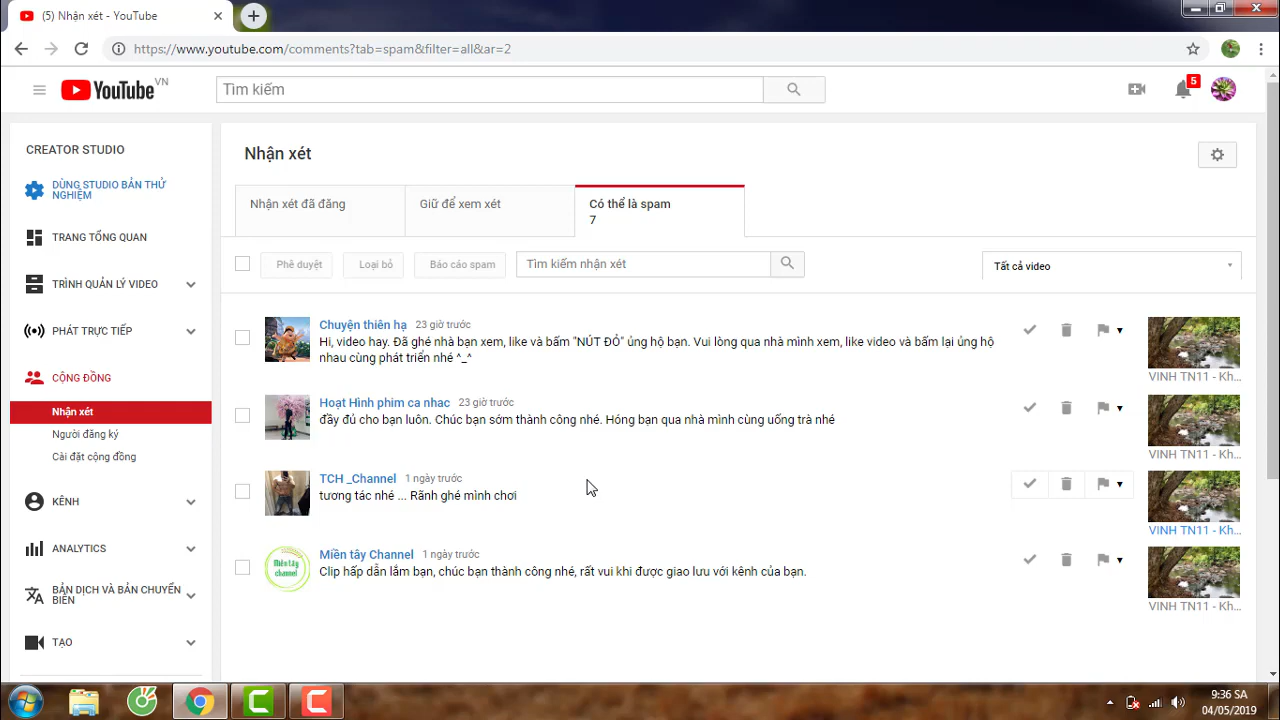 (5) Nhận xét - YouTube
https://www.youtube.com/comments?tab=spam&filter=all&ar=2
YouTube VN
Tìm kiếm
5
CREATOR STUDIO
DÙNG STUDIO BẢN THỬ
NGHIỆM
TRANG TỔNG QUAN
TRÌNH QUẢN LÝ VIDEO
PHÁT TRỰC TIẾP
CỘNG ĐỒNG
Nhận xét
Người đăng ký
Cài đặt cộng đồng
KÊNH
ANALYTICS
BẢN DỊCH VÀ BẢN CHUYỂN
BIÊN
TẠO
Nhận xét
Nhận xét đã đăng
Giữ để xem xét
Có thể là spam
7
Phê duyệt
Loại bỏ
Báo cáo spam
Tìm kiếm nhận xét
Tất cả video
Chuyện thiên hạ 23 giờ trước
Hi, video hay. Đã ghé nhà bạn xem, like và bấm "NÚT ĐỎ" ủng hộ bạn. Vui lòng qua nhà mình xem, like video và bấm lại ủng hộ
nhau cùng phát triển nhé ^_^
VINH TN11 - Kh...
Hoạt Hình phim ca nhac 23 giờ trước
đầy đủ cho bạn luôn. Chúc bạn sớm thành công nhé. Hóng bạn qua nhà mình cùng uống trà nhé
VINH TN11 - Kh...
TCH _Channel 1 ngày trước
tương tác nhé ... Rãnh ghé mình chơi
VINH TN11 - Kh...
Miền tây channel
Miền tây Channel 1 ngày trước
Clip hấp dẫn lắm bạn, chúc bạn thành công nhé, rất vui khi được giao lưu với kênh của bạn.
VINH TN11 - Kh...
9:36 SA
04/05/2019